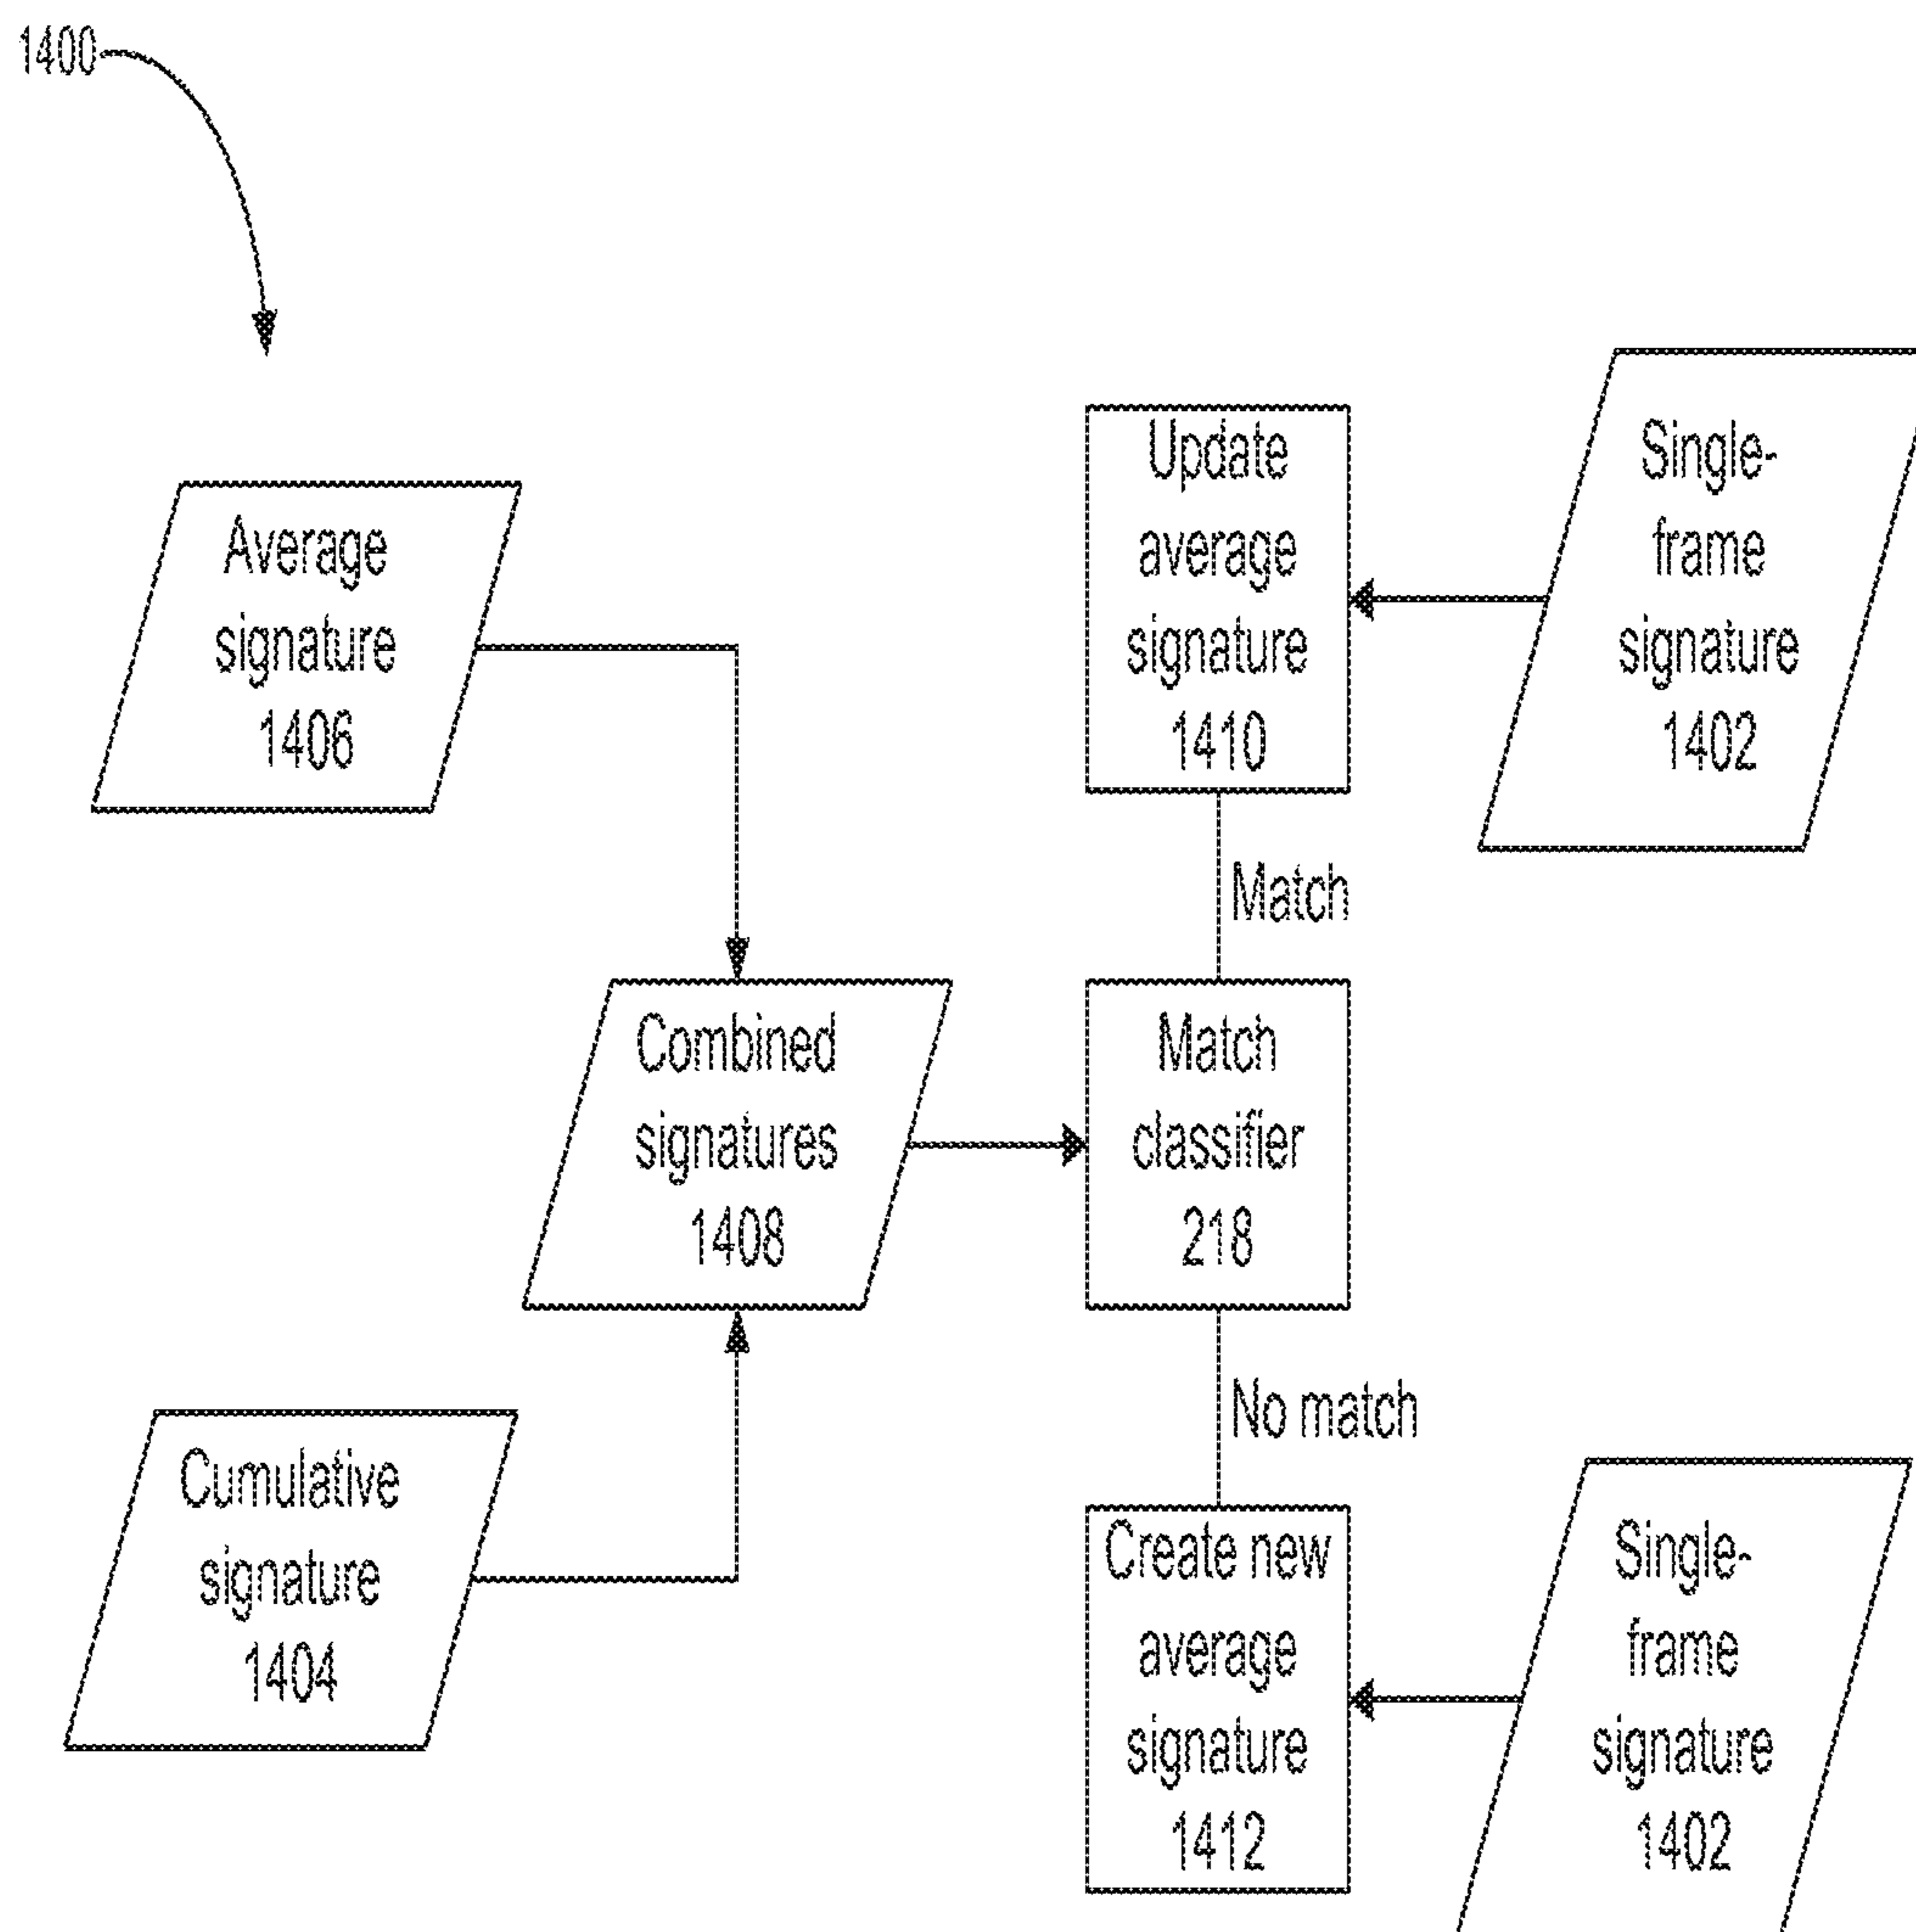 1400
Average
signature
1406
Update
average
signature
1410
Single-
frame
signature
1402
Match
Combined
signatures
1408
Match
classifier
218
No match
Cumulative
signature
1404
Create new
average
signature
1412
Single-
frame
signature
1402